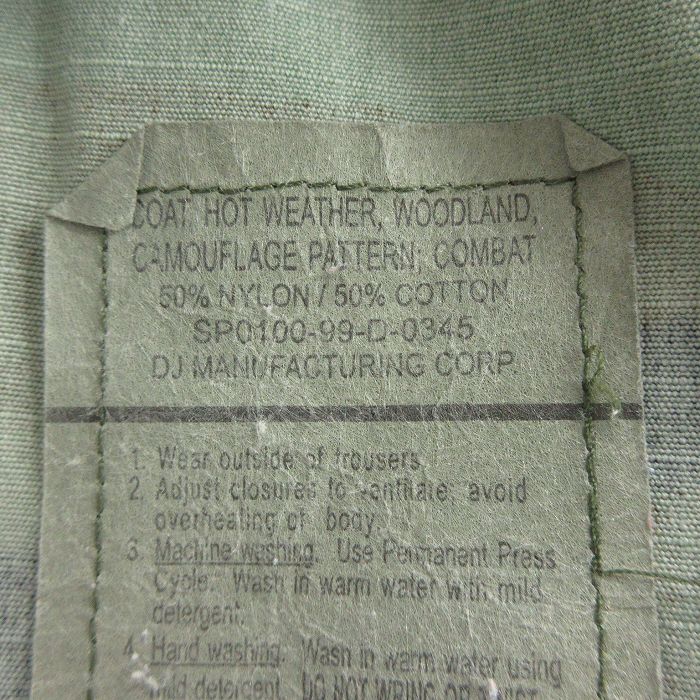 COAT, HOT WEATHER, WOODLAND,
CAMOUFLAGE PATTERN; COMBAT
50% NYLON / 50% COTTON
SP0100-99-D-0345
DJ MANUFACTURING CORP.
1. Wear outside of trousers.
2. Adjust closures to ventilate; avoid
overheating of body.
3. Machine washing. Use Permanent Press
Cycle. Wash in warm water with mild
detergent.
4. Hand washing. Wash in warm water using
mild detergent. DO NOT WRING OR